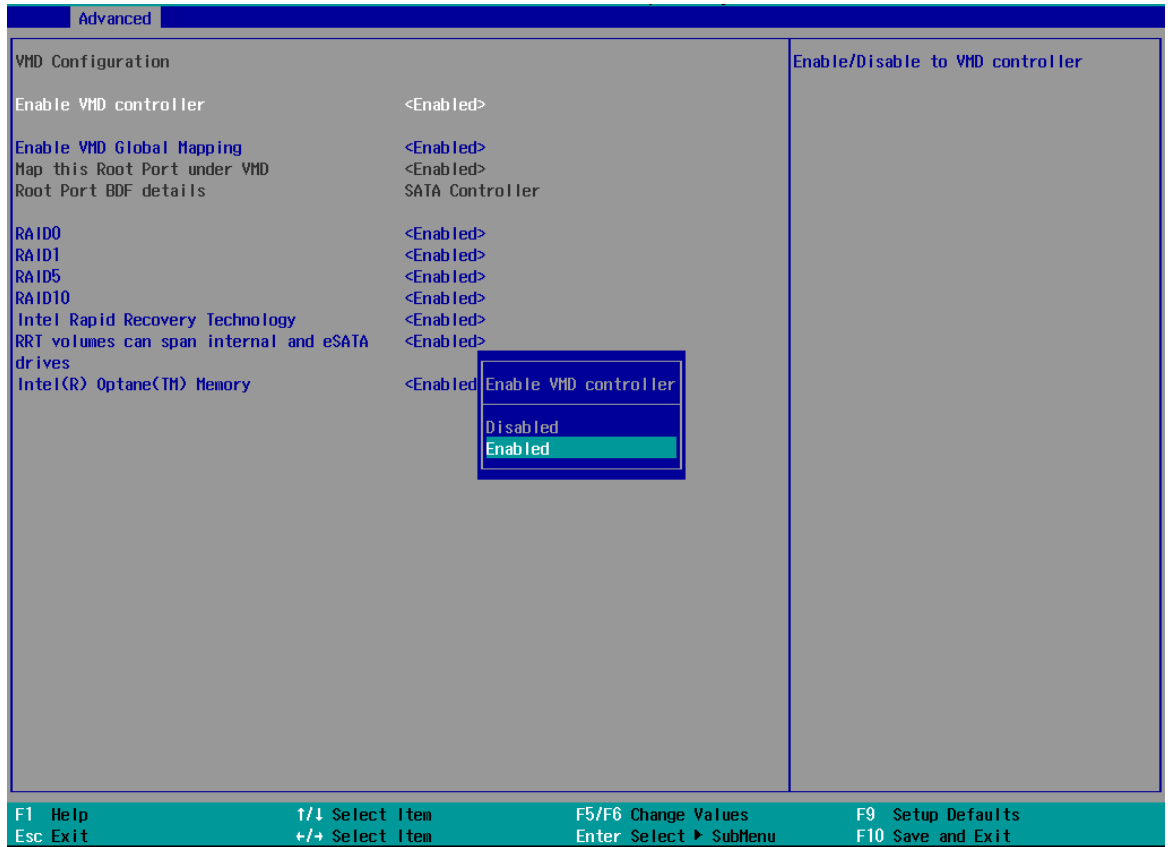 Advanced
VMD Configuration
Enable/Disable to VMD controller
Enable VMD controller <Enabled>
Enable VMD Global Mapping <Enabled>
Map this Root Port under VMD <Enabled>
Root Port BDF details SATA Controller
RAID0 <Enabled>
RAID1 <Enabled>
RAID5 <Enabled>
RAID10 <Enabled>
Intel Rapid Recovery Technology <Enabled>
RRT volumes can span internal and eSATA <Enabled>
drives
Intel(R) Optane(TM) Memory <Enabled
Enable VMD controller
Disabled
Enabled
F1 Help ↑/↓ Select Item F5/F6 Change Values F9 Setup Defaults
Esc Exit ←/→ Select Item Enter Select ▶ SubMenu F10 Save and Exit